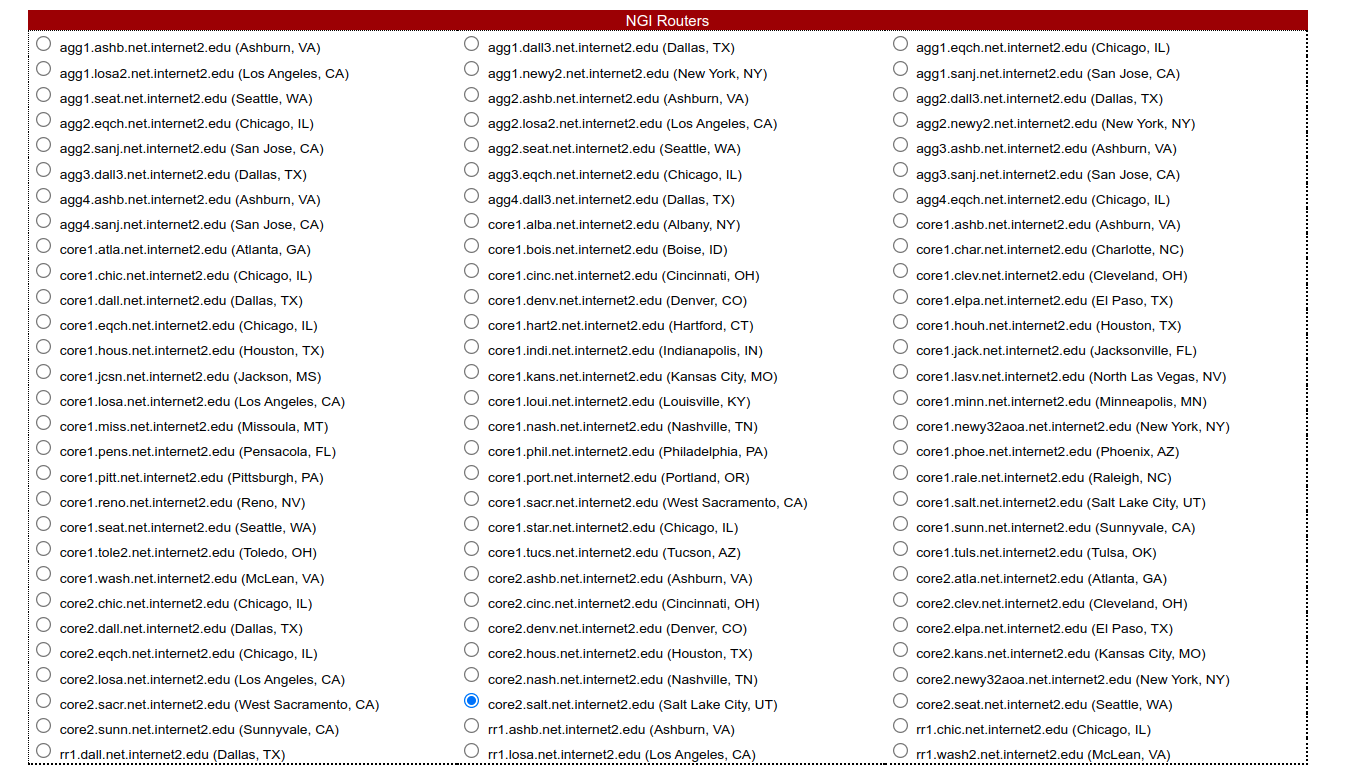 NGI Routers
agg1.ashb.net.internet2.edu (Ashburn, VA) agg1.dall3.net.internet2.edu (Dallas, TX) agg1.eqch.net.internet2.edu (Chicago, IL)
agg1.losa2.net.internet2.edu (Los Angeles, CA) agg1.newy2.net.internet2.edu (New York, NY) agg1.sanj.net.internet2.edu (San Jose, CA)
agg1.seat.net.internet2.edu (Seattle, WA) agg2.ashb.net.internet2.edu (Ashburn, VA) agg2.dall3.net.internet2.edu (Dallas, TX)
agg2.eqch.net.internet2.edu (Chicago, IL) agg2.losa2.net.internet2.edu (Los Angeles, CA) agg2.newy2.net.internet2.edu (New York, NY)
agg2.sanj.net.internet2.edu (San Jose, CA) agg2.seat.net.internet2.edu (Seattle, WA) agg3.ashb.net.internet2.edu (Ashburn, VA)
agg3.dall3.net.internet2.edu (Dallas, TX) agg3.eqch.net.internet2.edu (Chicago, IL) agg3.sanj.net.internet2.edu (San Jose, CA)
agg4.ashb.net.internet2.edu (Ashburn, VA) agg4.dall3.net.internet2.edu (Dallas, TX) agg4.eqch.net.internet2.edu (Chicago, IL)
agg4.sanj.net.internet2.edu (San Jose, CA) core1.alba.net.internet2.edu (Albany, NY) core1.ashb.net.internet2.edu (Ashburn, VA)
core1.atla.net.internet2.edu (Atlanta, GA) core1.bois.net.internet2.edu (Boise, ID) core1.char.net.internet2.edu (Charlotte, NC)
core1.chic.net.internet2.edu (Chicago, IL) core1.cinc.net.internet2.edu (Cincinnati, OH) core1.clev.net.internet2.edu (Cleveland, OH)
core1.dall.net.internet2.edu (Dallas, TX) core1.denv.net.internet2.edu (Denver, CO) core1.elpa.net.internet2.edu (El Paso, TX)
core1.eqch.net.internet2.edu (Chicago, IL) core1.hart2.net.internet2.edu (Hartford, CT) core1.houh.net.internet2.edu (Houston, TX)
core1.hous.net.internet2.edu (Houston, TX) core1.indi.net.internet2.edu (Indianapolis, IN) core1.jack.net.internet2.edu (Jacksonville, FL)
core1.jcsn.net.internet2.edu (Jackson, MS) core1.kans.net.internet2.edu (Kansas City, MO) core1.lasv.net.internet2.edu (North Las Vegas, NV)
core1.losa.net.internet2.edu (Los Angeles, CA) core1.loui.net.internet2.edu (Louisville, KY) core1.minn.net.internet2.edu (Minneapolis, MN)
core1.miss.net.internet2.edu (Missoula, MT) core1.nash.net.internet2.edu (Nashville, TN) core1.newy32aoa.net.internet2.edu (New York, NY)
core1.pens.net.internet2.edu (Pensacola, FL) core1.phil.net.internet2.edu (Philadelphia, PA) core1.phoe.net.internet2.edu (Phoenix, AZ)
core1.pitt.net.internet2.edu (Pittsburgh, PA) core1.port.net.internet2.edu (Portland, OR) core1.rale.net.internet2.edu (Raleigh, NC)
core1.reno.net.internet2.edu (Reno, NV) core1.sacr.net.internet2.edu (West Sacramento, CA) core1.salt.net.internet2.edu (Salt Lake City, UT)
core1.seat.net.internet2.edu (Seattle, WA) core1.star.net.internet2.edu (Chicago, IL) core1.sunn.net.internet2.edu (Sunnyvale, CA)
core1.tole2.net.internet2.edu (Toledo, OH) core1.tucs.net.internet2.edu (Tucson, AZ) core1.tuls.net.internet2.edu (Tulsa, OK)
core1.wash.net.internet2.edu (McLean, VA) core2.ashb.net.internet2.edu (Ashburn, VA) core2.atla.net.internet2.edu (Atlanta, GA)
core2.chic.net.internet2.edu (Chicago, IL) core2.cinc.net.internet2.edu (Cincinnati, OH) core2.clev.net.internet2.edu (Cleveland, OH)
core2.dall.net.internet2.edu (Dallas, TX) core2.denv.net.internet2.edu (Denver, CO) core2.elpa.net.internet2.edu (El Paso, TX)
core2.eqch.net.internet2.edu (Chicago, IL) core2.hous.net.internet2.edu (Houston, TX) core2.kans.net.internet2.edu (Kansas City, MO)
core2.losa.net.internet2.edu (Los Angeles, CA) core2.nash.net.internet2.edu (Nashville, TN) core2.newy32aoa.net.internet2.edu (New York, NY)
core2.sacr.net.internet2.edu (West Sacramento, CA) core2.salt.net.internet2.edu (Salt Lake City, UT) core2.seat.net.internet2.edu (Seattle, WA)
core2.sunn.net.internet2.edu (Sunnyvale, CA) rr1.ashb.net.internet2.edu (Ashburn, VA) rr1.chic.net.internet2.edu (Chicago, IL)
rr1.dall.net.internet2.edu (Dallas, TX) rr1.losa.net.internet2.edu (Los Angeles, CA) rr1.wash2.net.internet2.edu (McLean, VA)